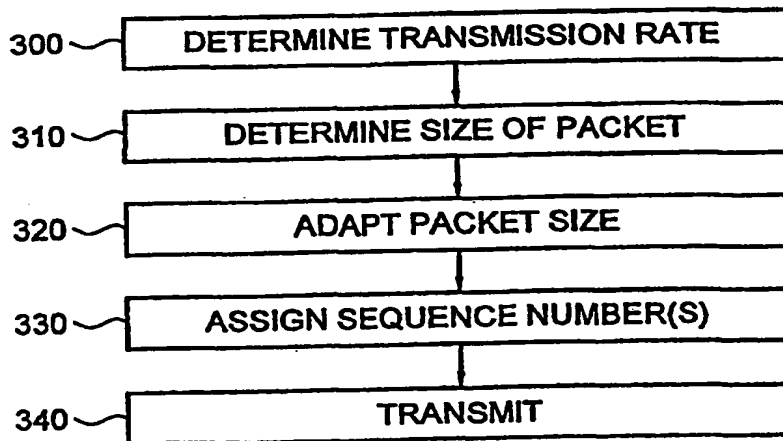 300 DETERMINE TRANSMISSION RATE
310 DETERMINE SIZE OF PACKET
320 ADAPT PACKET SIZE
330 ASSIGN SEQUENCE NUMBER(S)
340 TRANSMIT